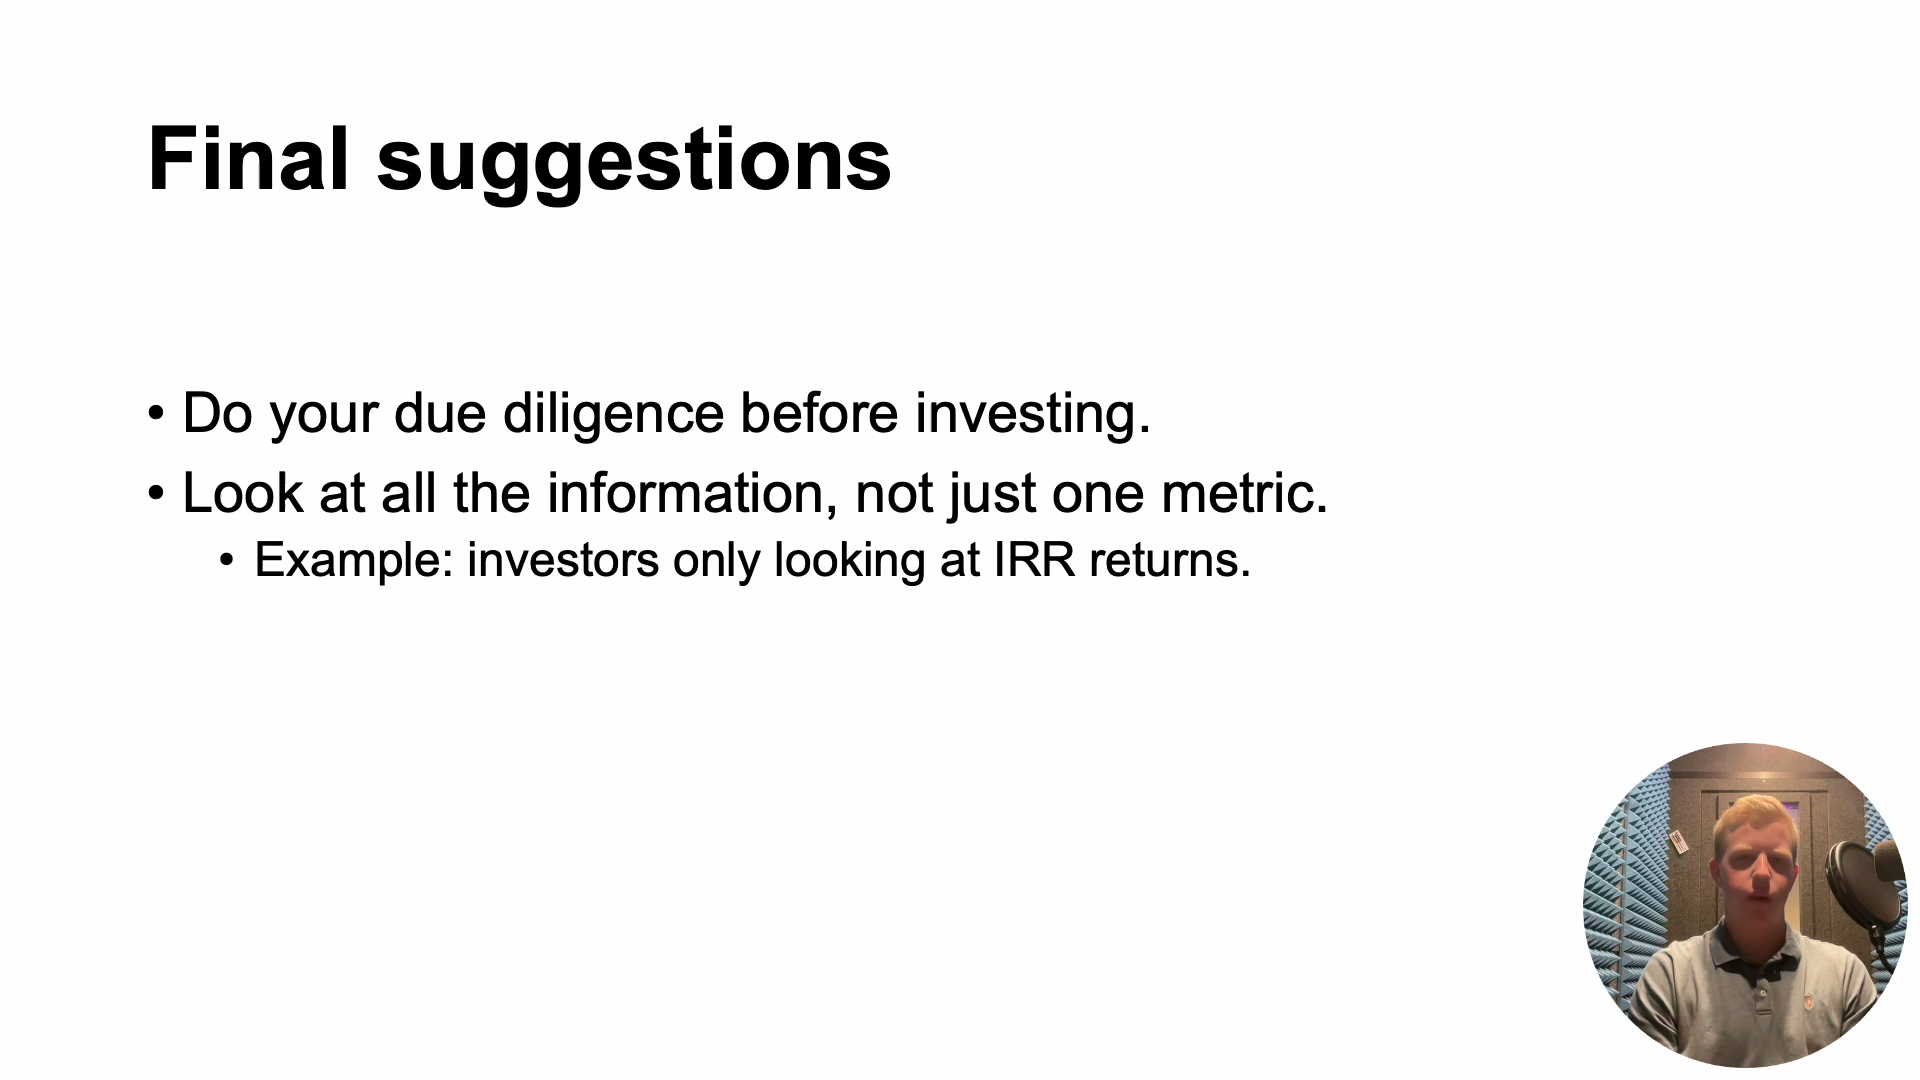 Final suggestions
• Do your due diligence before investing.
• Look at all the information, not just one metric.
• Example: investors only looking at IRR returns.